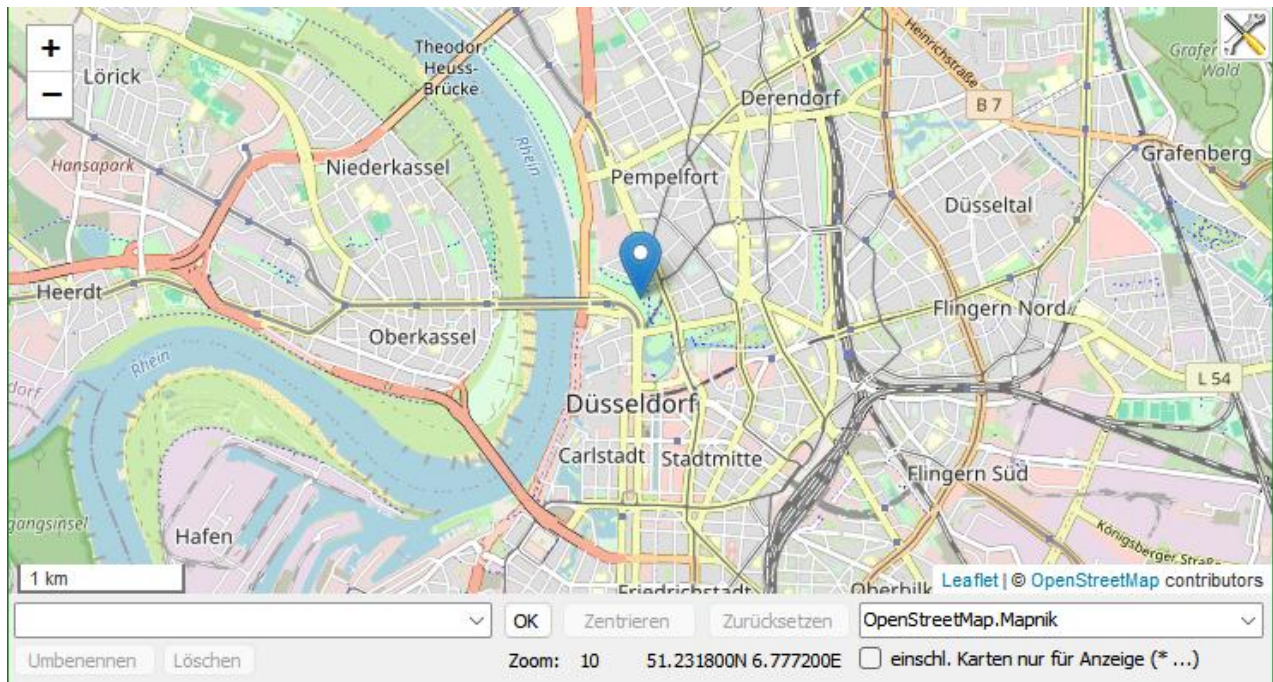 +
−
Lörick
Theodor-
Heuss-
Brücke
Heinrichstraße
Grafenberg
Wald
Derendorf
B 7
Hansapark
Niederkassel
Rhein
Pempelfort
Grafenberg
Düsseltal
Heerdt
Oberkassel
Flingern Nord
Rhein
L 54
Düsseldorf
Carlstadt
Stadtmitte
Flingern Süd
Hafen
Königsberger Straße
1 km
Friedrichstadt
Oberbilk
Leaflet | © OpenStreetMap contributors
OK
Zentrieren
Zurücksetzen
OpenStreetMap.Mapnik
Umbenennen
Löschen
Zoom: 10
51.231800N 6.777200E
einschl. Karten nur für Anzeige (* ...)